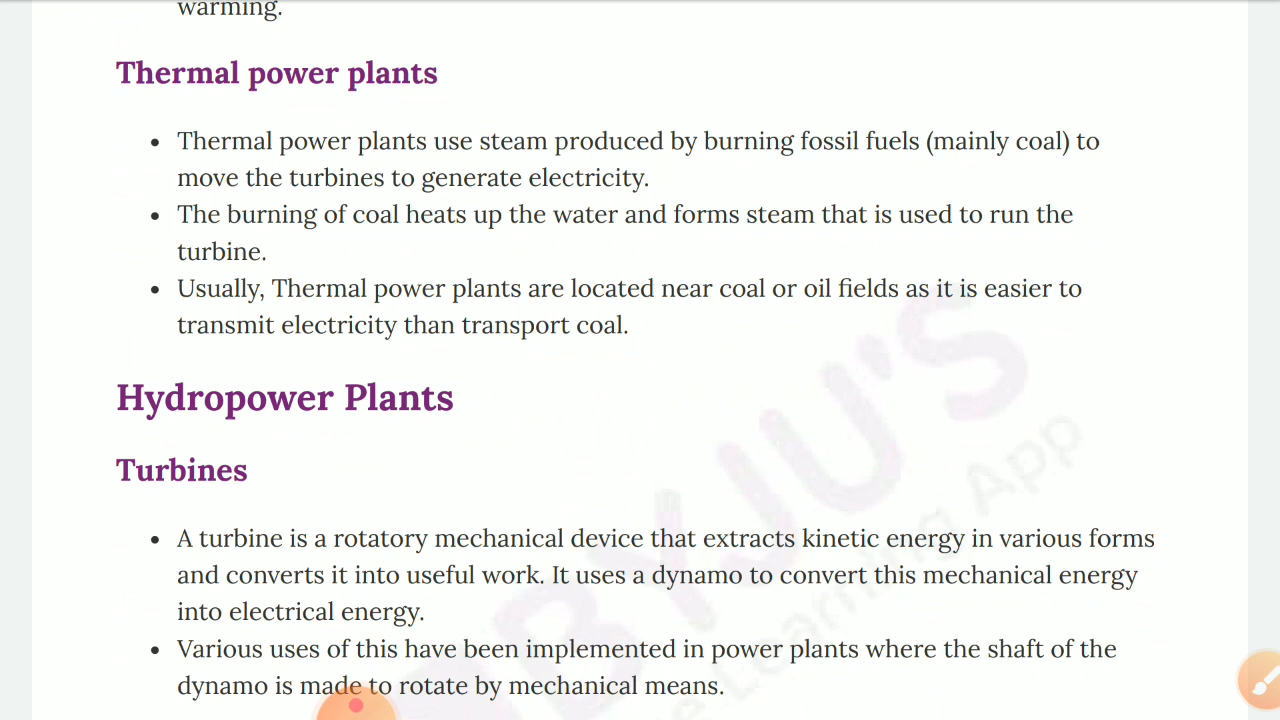 warming.
Thermal power plants
• Thermal power plants use steam produced by burning fossil fuels (mainly coal) to
move the turbines to generate electricity.
• The burning of coal heats up the water and forms steam that is used to run the
turbine.
• Usually, Thermal power plants are located near coal or oil fields as it is easier to
transmit electricity than transport coal.
Hydropower Plants
Turbines
• A turbine is a rotatory mechanical device that extracts kinetic energy in various forms
and converts it into useful work. It uses a dynamo to convert this mechanical energy
into electrical energy.
• Various uses of this have been implemented in power plants where the shaft of the
dynamo is made to rotate by mechanical means.
BYJU'S
Learning App